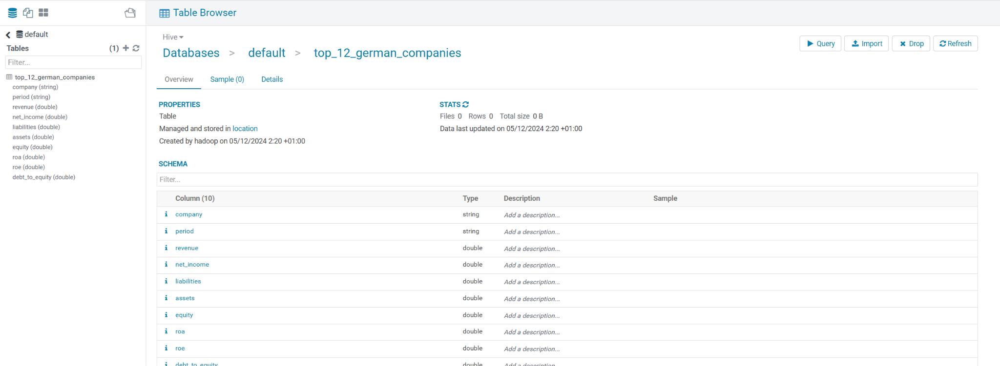 default
Tables (1)
Filter...
top_12_german_companies
company (string)
period (string)
revenue (double)
net_income (double)
liabilities (double)
assets (double)
equity (double)
roa (double)
roe (double)
debt_to_equity (double)
Table Browser
Hive
Databases > default > top_12_german_companies
Query Import Drop Refresh
Overview Sample (0) Details
PROPERTIES
Table
Managed and stored in location
Created by hadoop on 05/12/2024 2:20 +01:00
STATS
Files 0 Rows 0 Total size 0 B
Data last updated on 05/12/2024 2:20 +01:00
SCHEMA
Filter...
Column (10) Type Description Sample
company string Add a description...
period string Add a description...
revenue double Add a description...
net_income double Add a description...
liabilities double Add a description...
assets double Add a description...
equity double Add a description...
roa double Add a description...
roe double Add a description...
debt_to_equity double Add a description...